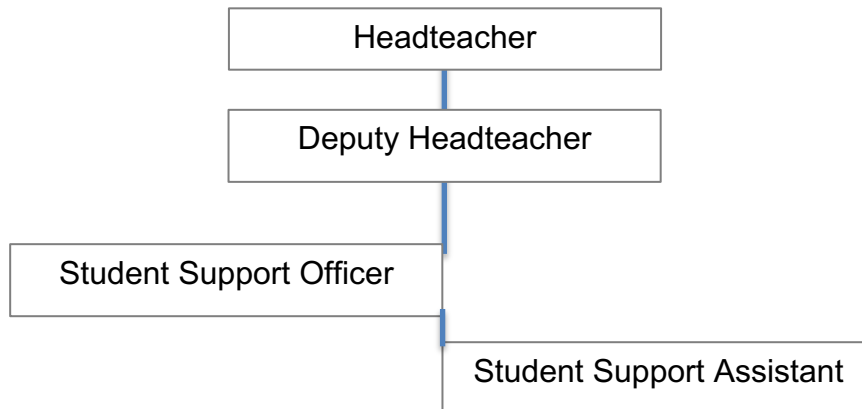 Headteacher
Deputy Headteacher
Student Support Officer
Student Support Assistant